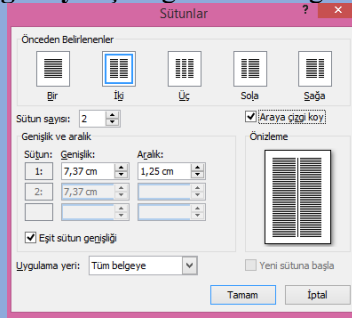 Sütunlar
Önceden Belirlenenler
Bir İki Üç Sola Sağa
Sütun sayısı: 2
Araya çizgi koy
Genişlik ve aralık
Önizleme
Sütun: Genişlik: Aralık:
1: 7,37 cm 1,25 cm
2: 7,37 cm
Eşit sütun genişliği
Uygulama yeri: Tüm belgeye
Yeni sütuna başla
Tamam İptal